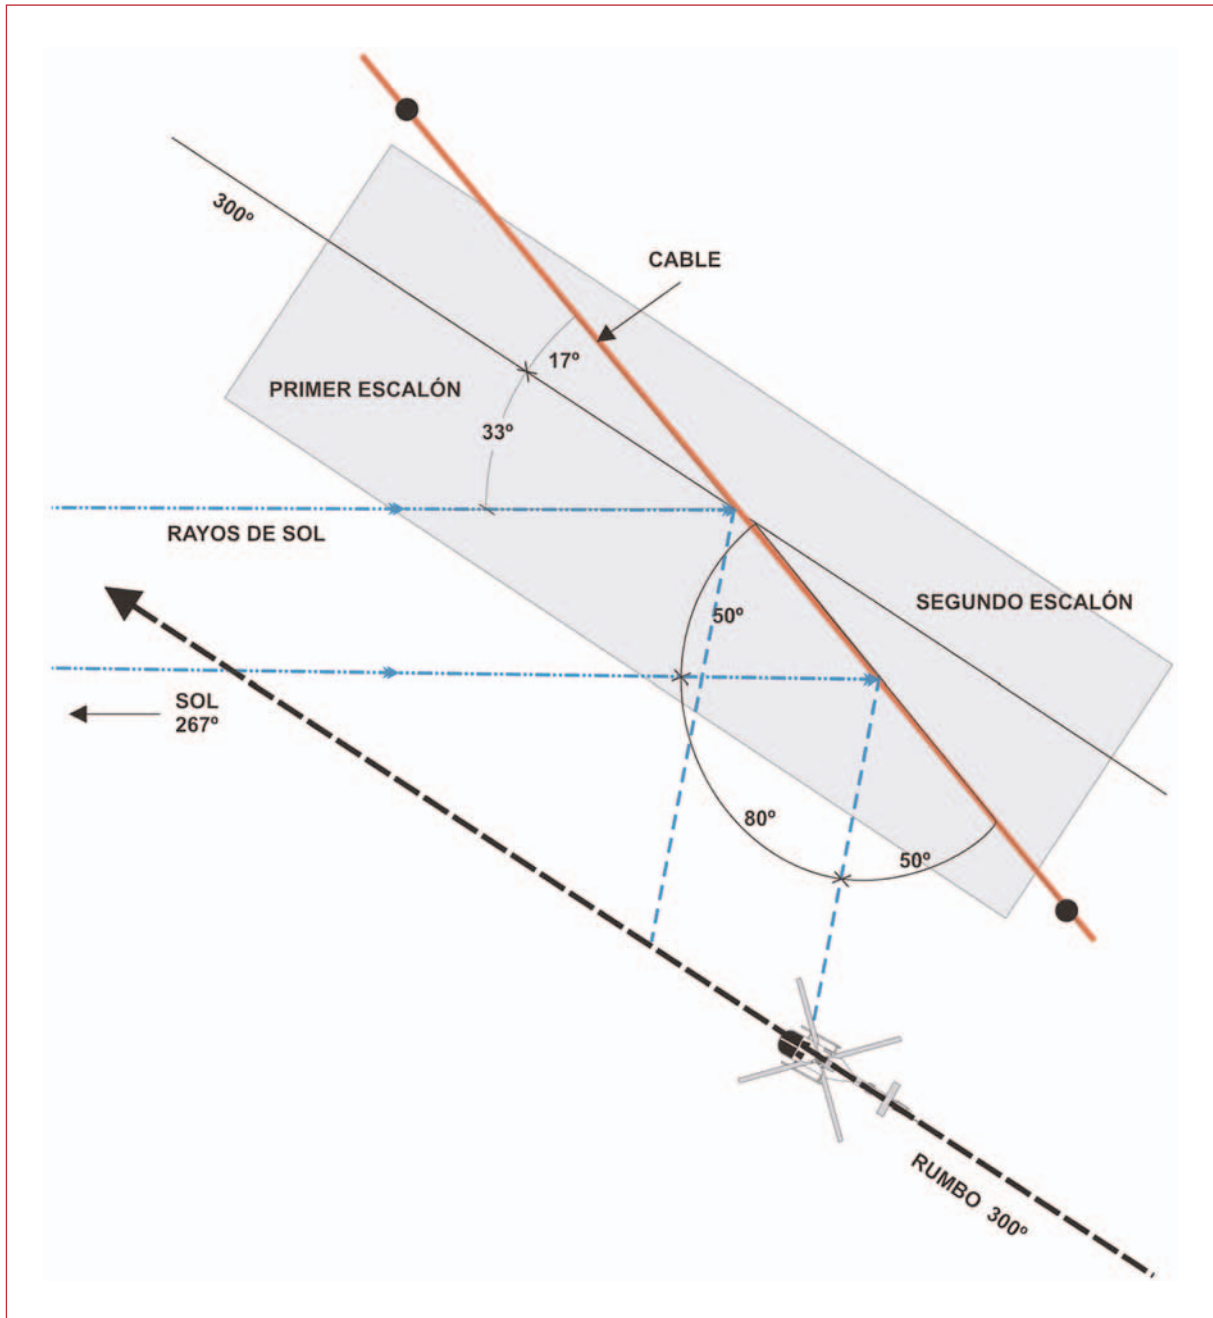 300º
CABLE
17º
PRIMER ESCALÓN
33º
RAYOS DE SOL
SEGUNDO ESCALÓN
50º
SOL
267º
80º
50º
RUMBO 300º